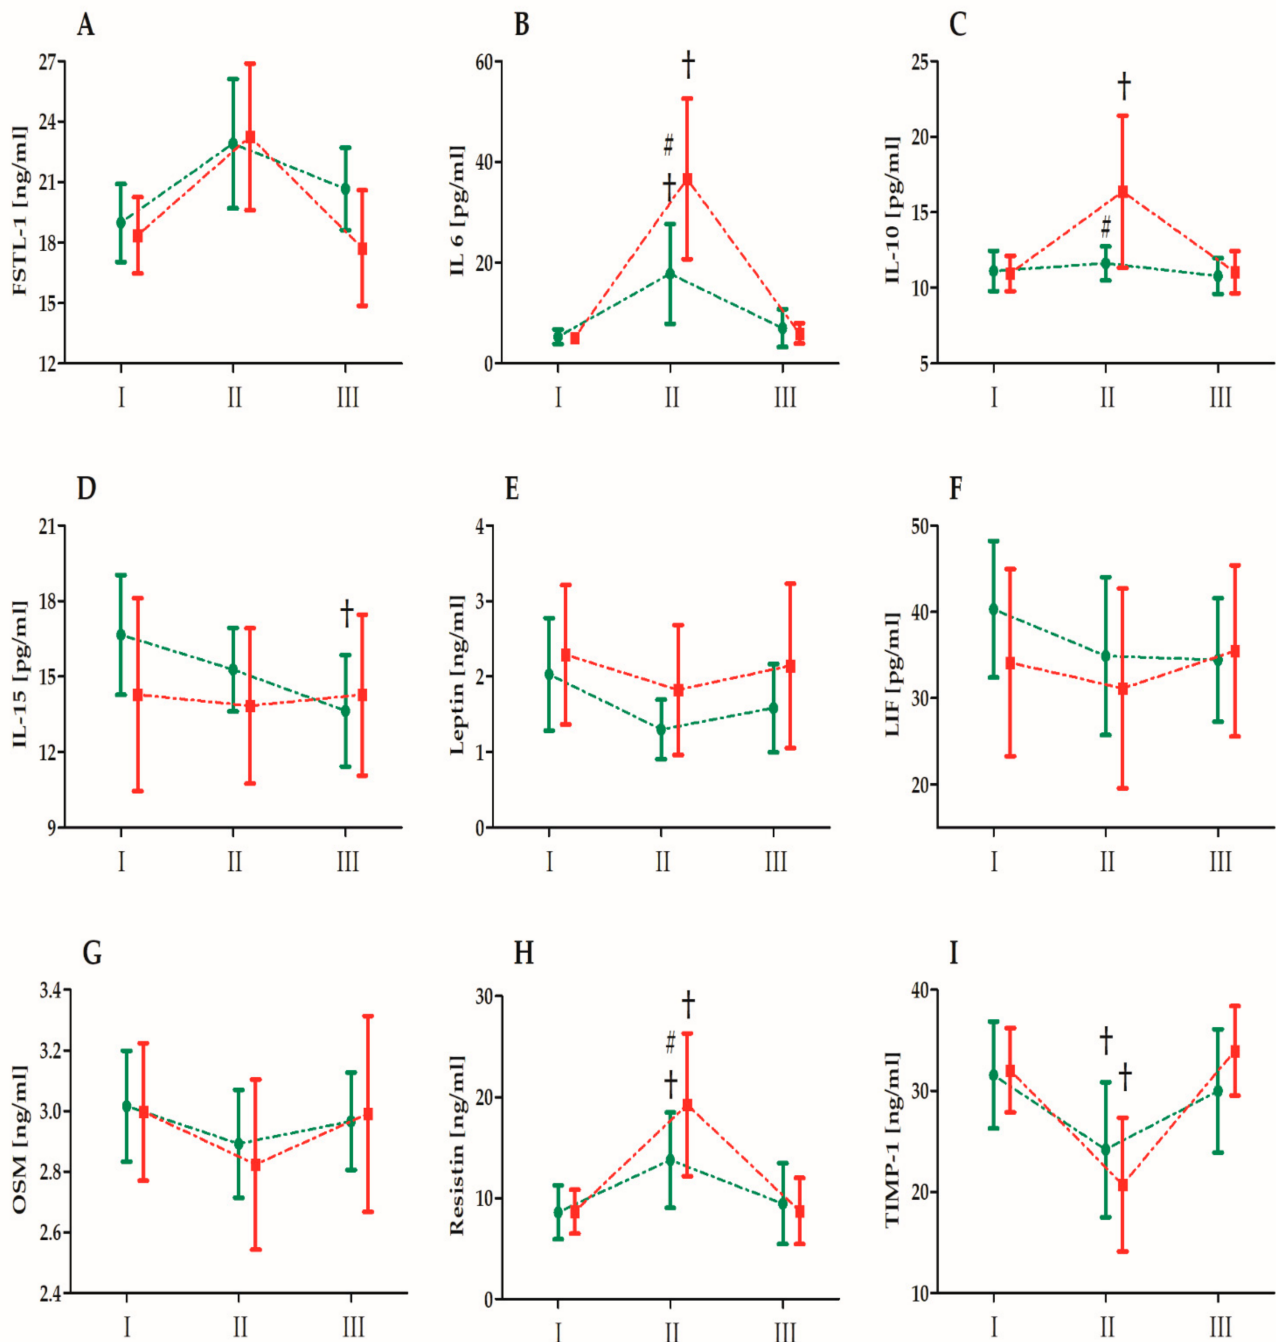 A
FSTL-1 [ng/ml]
27
24
21
18
15
12
I II III
B
IL 6 [pg/ml]
60
40
20
0
†
#
†
I II III
C
IL-10 [pg/ml]
25
20
15
10
5
†
#
I II III
D
IL-15 [pg/ml]
21
18
15
12
9
†
I II III
E
Leptin [ng/ml]
4
3
2
1
0
I II III
F
LIF [pg/ml]
50
40
30
20
I II III
G
OSM [ng/ml]
3.4
3.2
3.0
2.8
2.6
2.4
I II III
H
Resistin [ng/ml]
30
20
10
0
†
#
†
I II III
I
TIMP-1 [ng/ml]
40
30
20
10
†
†
I II III